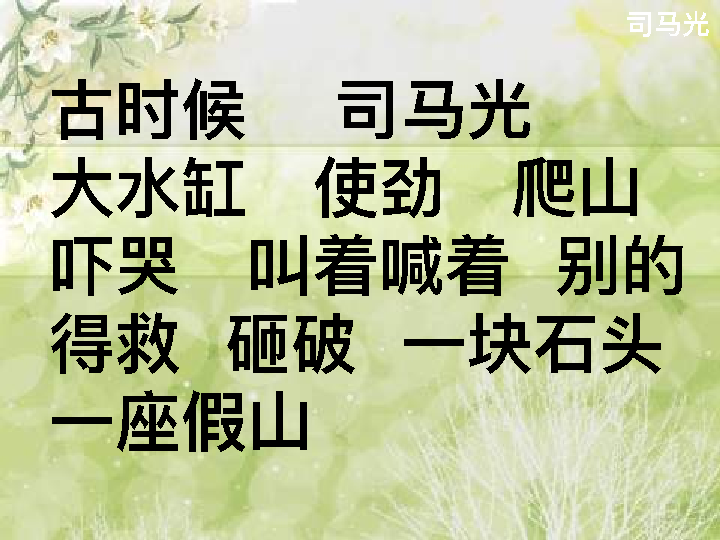 司马光
古时候 司马光
大水缸 使劲 爬山
吓哭 叫着喊着 别的
得救 砸破 一块石头
一座假山